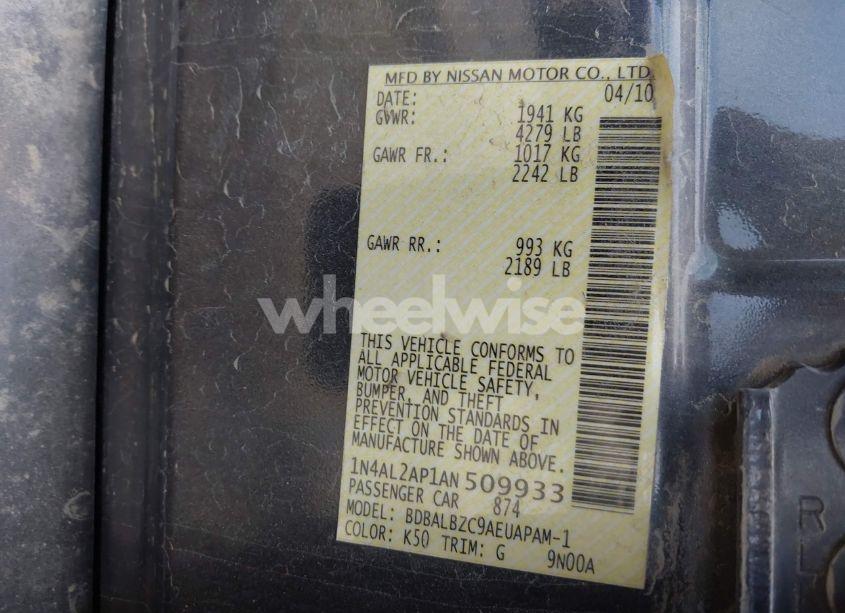 MFD BY NISSAN MOTOR CO., LTD.
DATE: 04/10
GVWR: 1941 KG
4279 LB
GAWR FR.: 1017 KG
2242 LB
GAWR RR.: 993 KG
2189 LB
wheelwise
THIS VEHICLE CONFORMS TO
ALL APPLICABLE FEDERAL
MOTOR VEHICLE SAFETY,
BUMPER, AND THEFT
PREVENTION STANDARDS IN
EFFECT ON THE DATE OF
MANUFACTURE SHOWN ABOVE.
1N4AL2AP1AN509933
PASSENGER CAR 874
MODEL: BDBALBZC9AEUAPAM-1
COLOR: K50 TRIM: G 9N00A
R
L